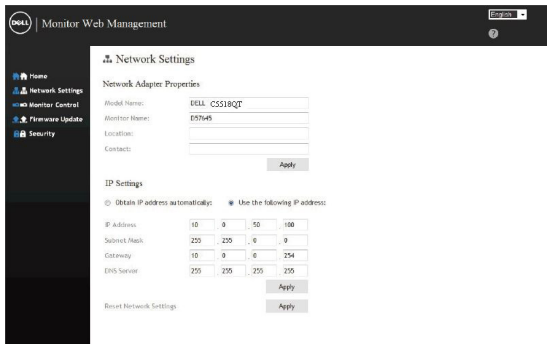 DELL Monitor Web Management
English
?
Home
Network Settings
Monitor Control
Firmware Update
Security
Network Settings
Network Adapter Properties
Model Name: DELL C5518QT
Monitor Name: D57645
Location:
Contact:
Apply
IP Settings
Obtain IP address automatically: Use the following IP address:
IP Address 10 . 0 . 50 . 100
Subnet Mask 255 . 255 . 0 . 0
Gateway 10 . 0 . 0 . 254
DNS Server 255 . 255 . 255 . 255
Apply
Reset Network Settings Apply